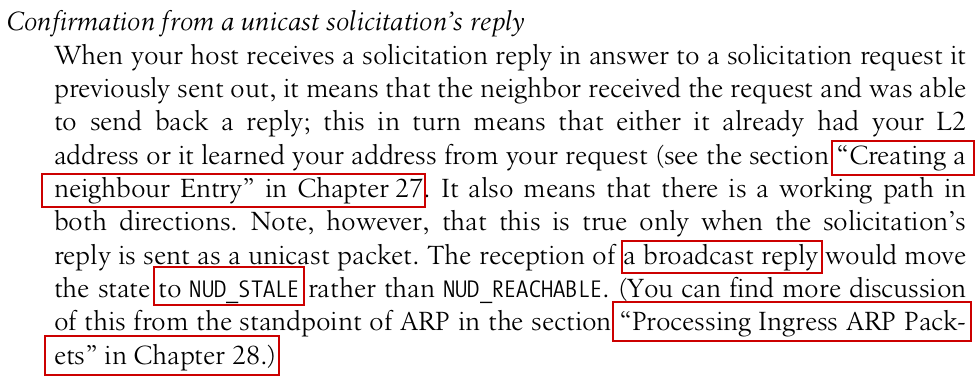 Confirmation from a unicast solicitation’s reply
When your host receives a solicitation reply in answer to a solicitation request it
previously sent out, it means that the neighbor received the request and was able
to send back a reply; this in turn means that either it already had your L2
address or it learned your address from your request (see the section “Creating a
neighbour Entry” in Chapter 27. It also means that there is a working path in
both directions. Note, however, that this is true only when the solicitation’s
reply is sent as a unicast packet. The reception of a broadcast reply would move
the state to NUD_STALE rather than NUD_REACHABLE. (You can find more discussion
of this from the standpoint of ARP in the section “Processing Ingress ARP Pack-
ets” in Chapter 28.)